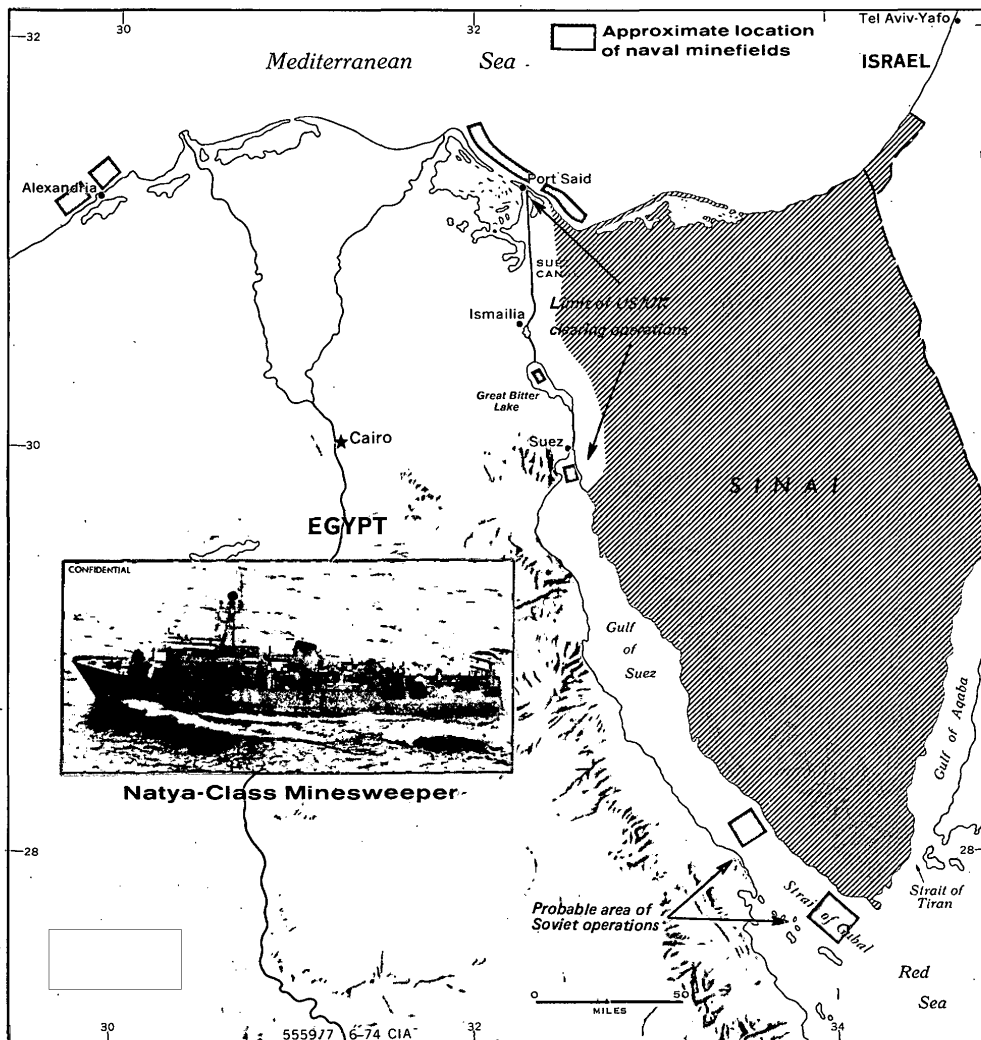 30
32
Tel Aviv-Yafo
32
Approximate location
of naval minefields
Mediterranean Sea
ISRAEL
Alexandria
Port Said
SUEZ
CANAL
Limit of US/UK
clearing operations
Ismailia
Great Bitter
Lake
Suez
30
Cairo
SINAI
EGYPT
CONFIDENTIAL
Gulf
of
Suez
Gulf of Aqaba
Natya-Class Minesweeper
28
28
Strait of
Tiran
Strait of Gubal
Probable area of
Soviet operations
Red
Sea
0 50
MILES
30
32
34
555977 6-74 CIA